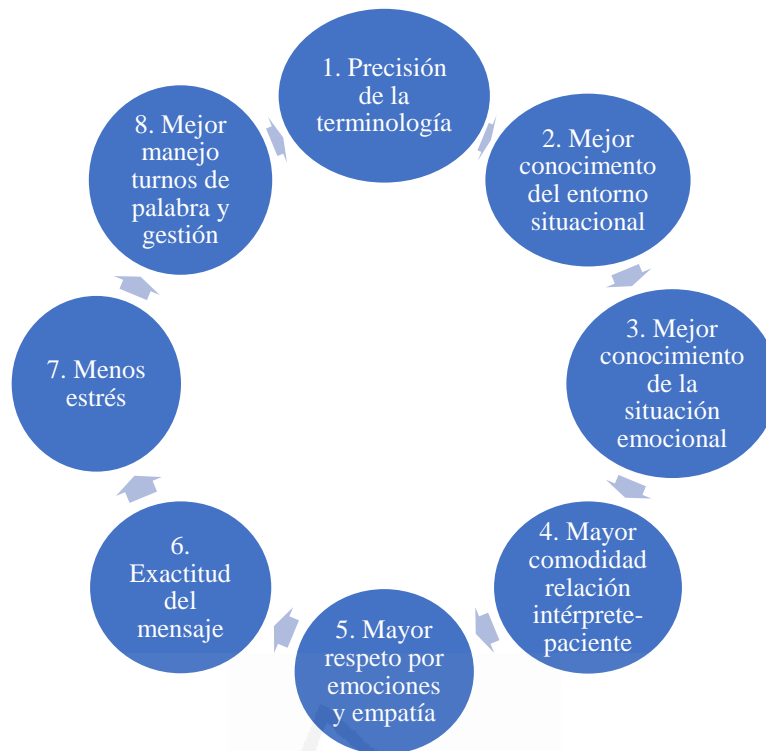 1. Precisión
de la
terminología
2. Mejor
conocimento
del entorno
situacional
3. Mejor
conocimiento
de la
situación
emocional
4. Mayor
comodidad
relación
intérprete-
paciente
5. Mayor
respeto por
emociones
y empatía
6.
Exactitud
del
mensaje
7. Menos
estrés
8. Mejor
manejo
turnos de
palabra y
gestión